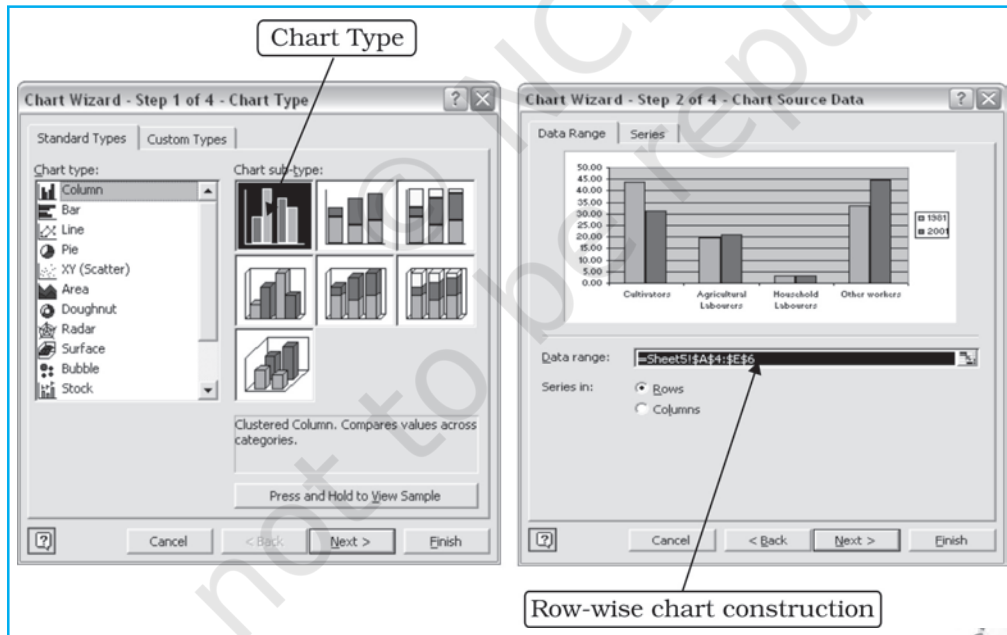 Chart Type
Chart Wizard - Step 1 of 4 - Chart Type
Standard Types
Custom Types
Chart type:
Column
Bar
Line
Pie
XY (Scatter)
Area
Doughnut
Radar
Surface
Bubble
Stock
Chart sub-type:
Clustered Column. Compares values across
categories.
Press and Hold to View Sample
Cancel
< Back
Next >
Finish
Chart Wizard - Step 2 of 4 - Chart Source Data
Data Range
Series
50.00
45.00
40.00
35.00
30.00
25.00
20.00
15.00
10.00
5.00
0.00
Cultivators
Agricultural
Labourers
Household
Labourers
Other workers
1981
2001
Data range:
=Sheet5!$A$4:$E$6
Series in:
Rows
Columns
Cancel
< Back
Next >
Finish
Row-wise chart construction
not to be repu
© NC